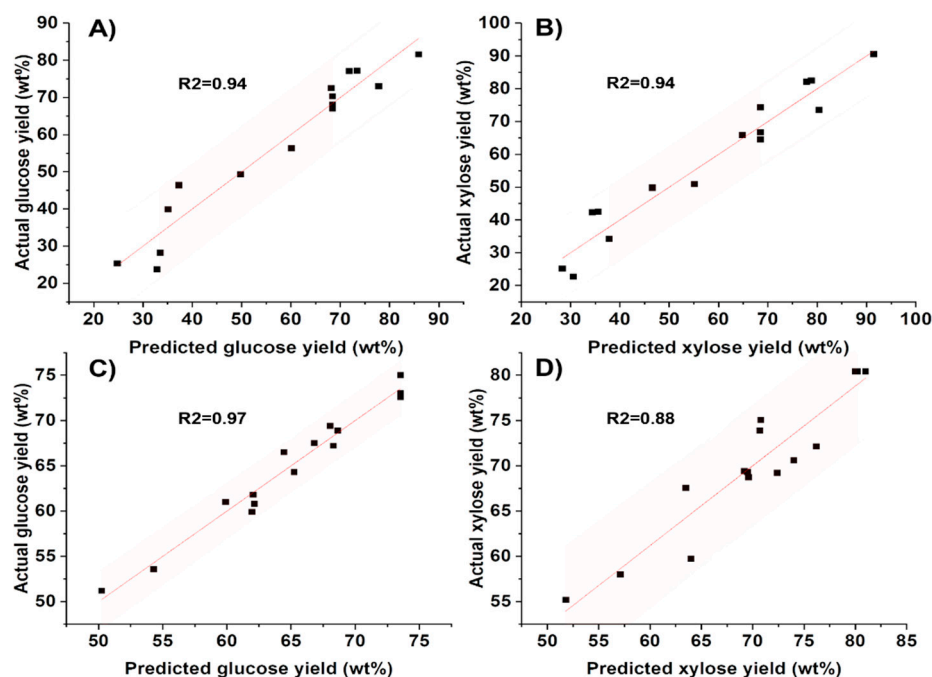 A)
R2=0.94
Actual glucose yield (wt%)
90
80
70
60
50
40
30
20
20 30 40 50 60 70 80 90
Predicted glucose yield (wt%)
B)
R2=0.94
Actual xylose yield (wt%)
100
90
80
70
60
50
40
30
20
20 30 40 50 60 70 80 90 100
Predicted xylose yield (wt%)
C)
R2=0.97
Actual glucose yield (wt%)
75
70
65
60
55
50
50 55 60 65 70 75
Predicted glucose yield (wt%)
D)
R2=0.88
Actual xylose yield (wt%)
80
75
70
65
60
55
50 55 60 65 70 75 80 85
Predicted xylose yield (wt%)